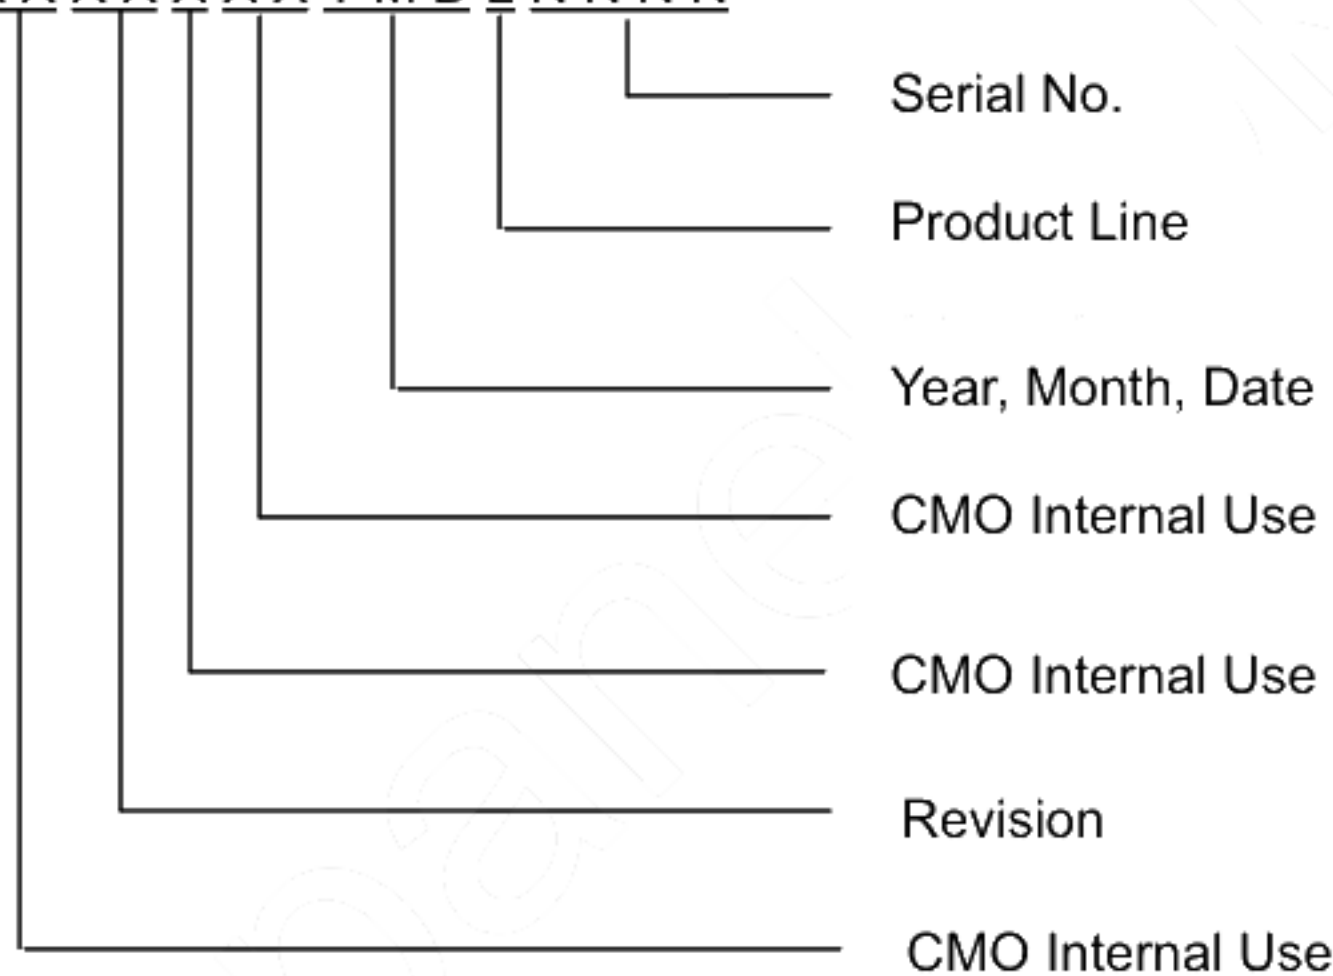 Serial No.
Product Line
Year, Month, Date
CMO Internal Use
CMO Internal Use
Revision
CMO Internal Use